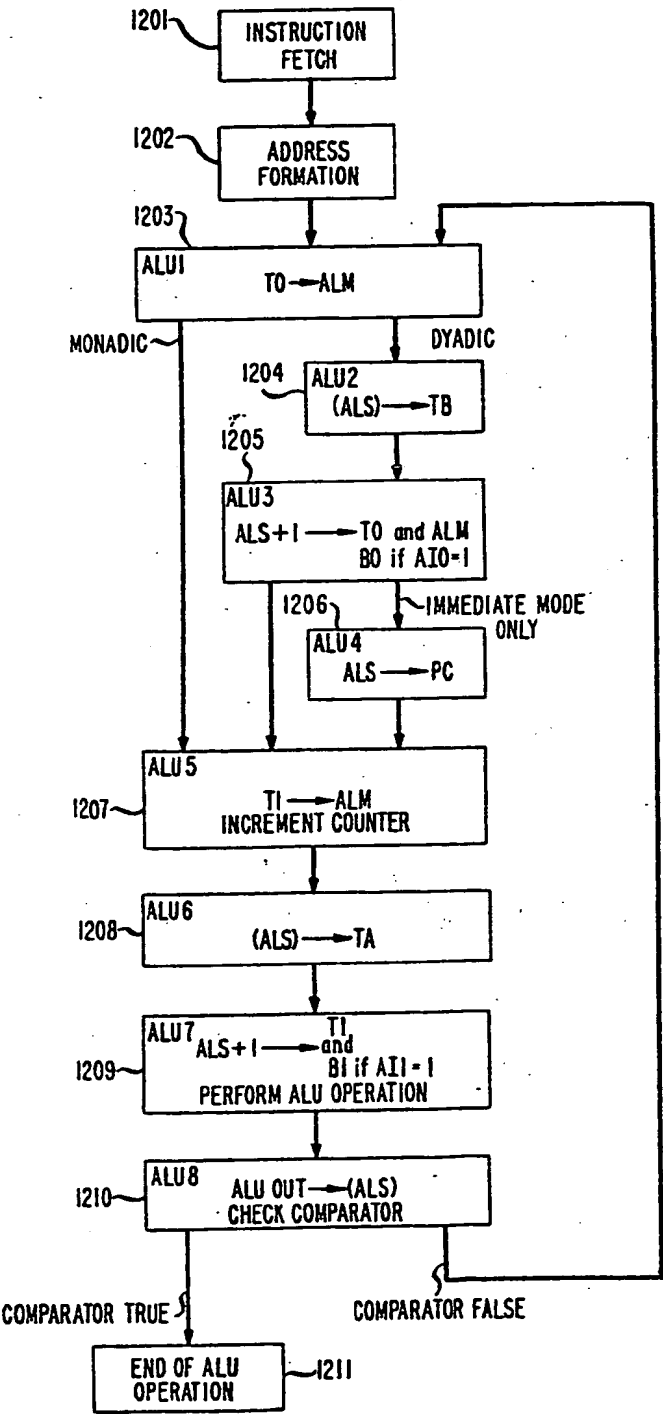 1201
INSTRUCTION
FETCH
1202
ADDRESS
FORMATION
1203
ALU1
T0→ALM
MONADIC
DYADIC
1204
ALU2
(ALS)→TB
1205
ALU3
ALS+1→T0 and ALM
B0 if AI0=1
1206
IMMEDIATE MODE
ONLY
ALU4
ALS→PC
ALU5
1207
T1→ALM
INCREMENT COUNTER
ALU6
1208
(ALS)→TA
ALU7
T1
ALS+1→and
B1 if AI1=1
1209
PERFORM ALU OPERATION
ALU8
1210
ALU OUT→(ALS)
CHECK COMPARATOR
COMPARATOR TRUE
COMPARATOR FALSE
END OF ALU
OPERATION
1211